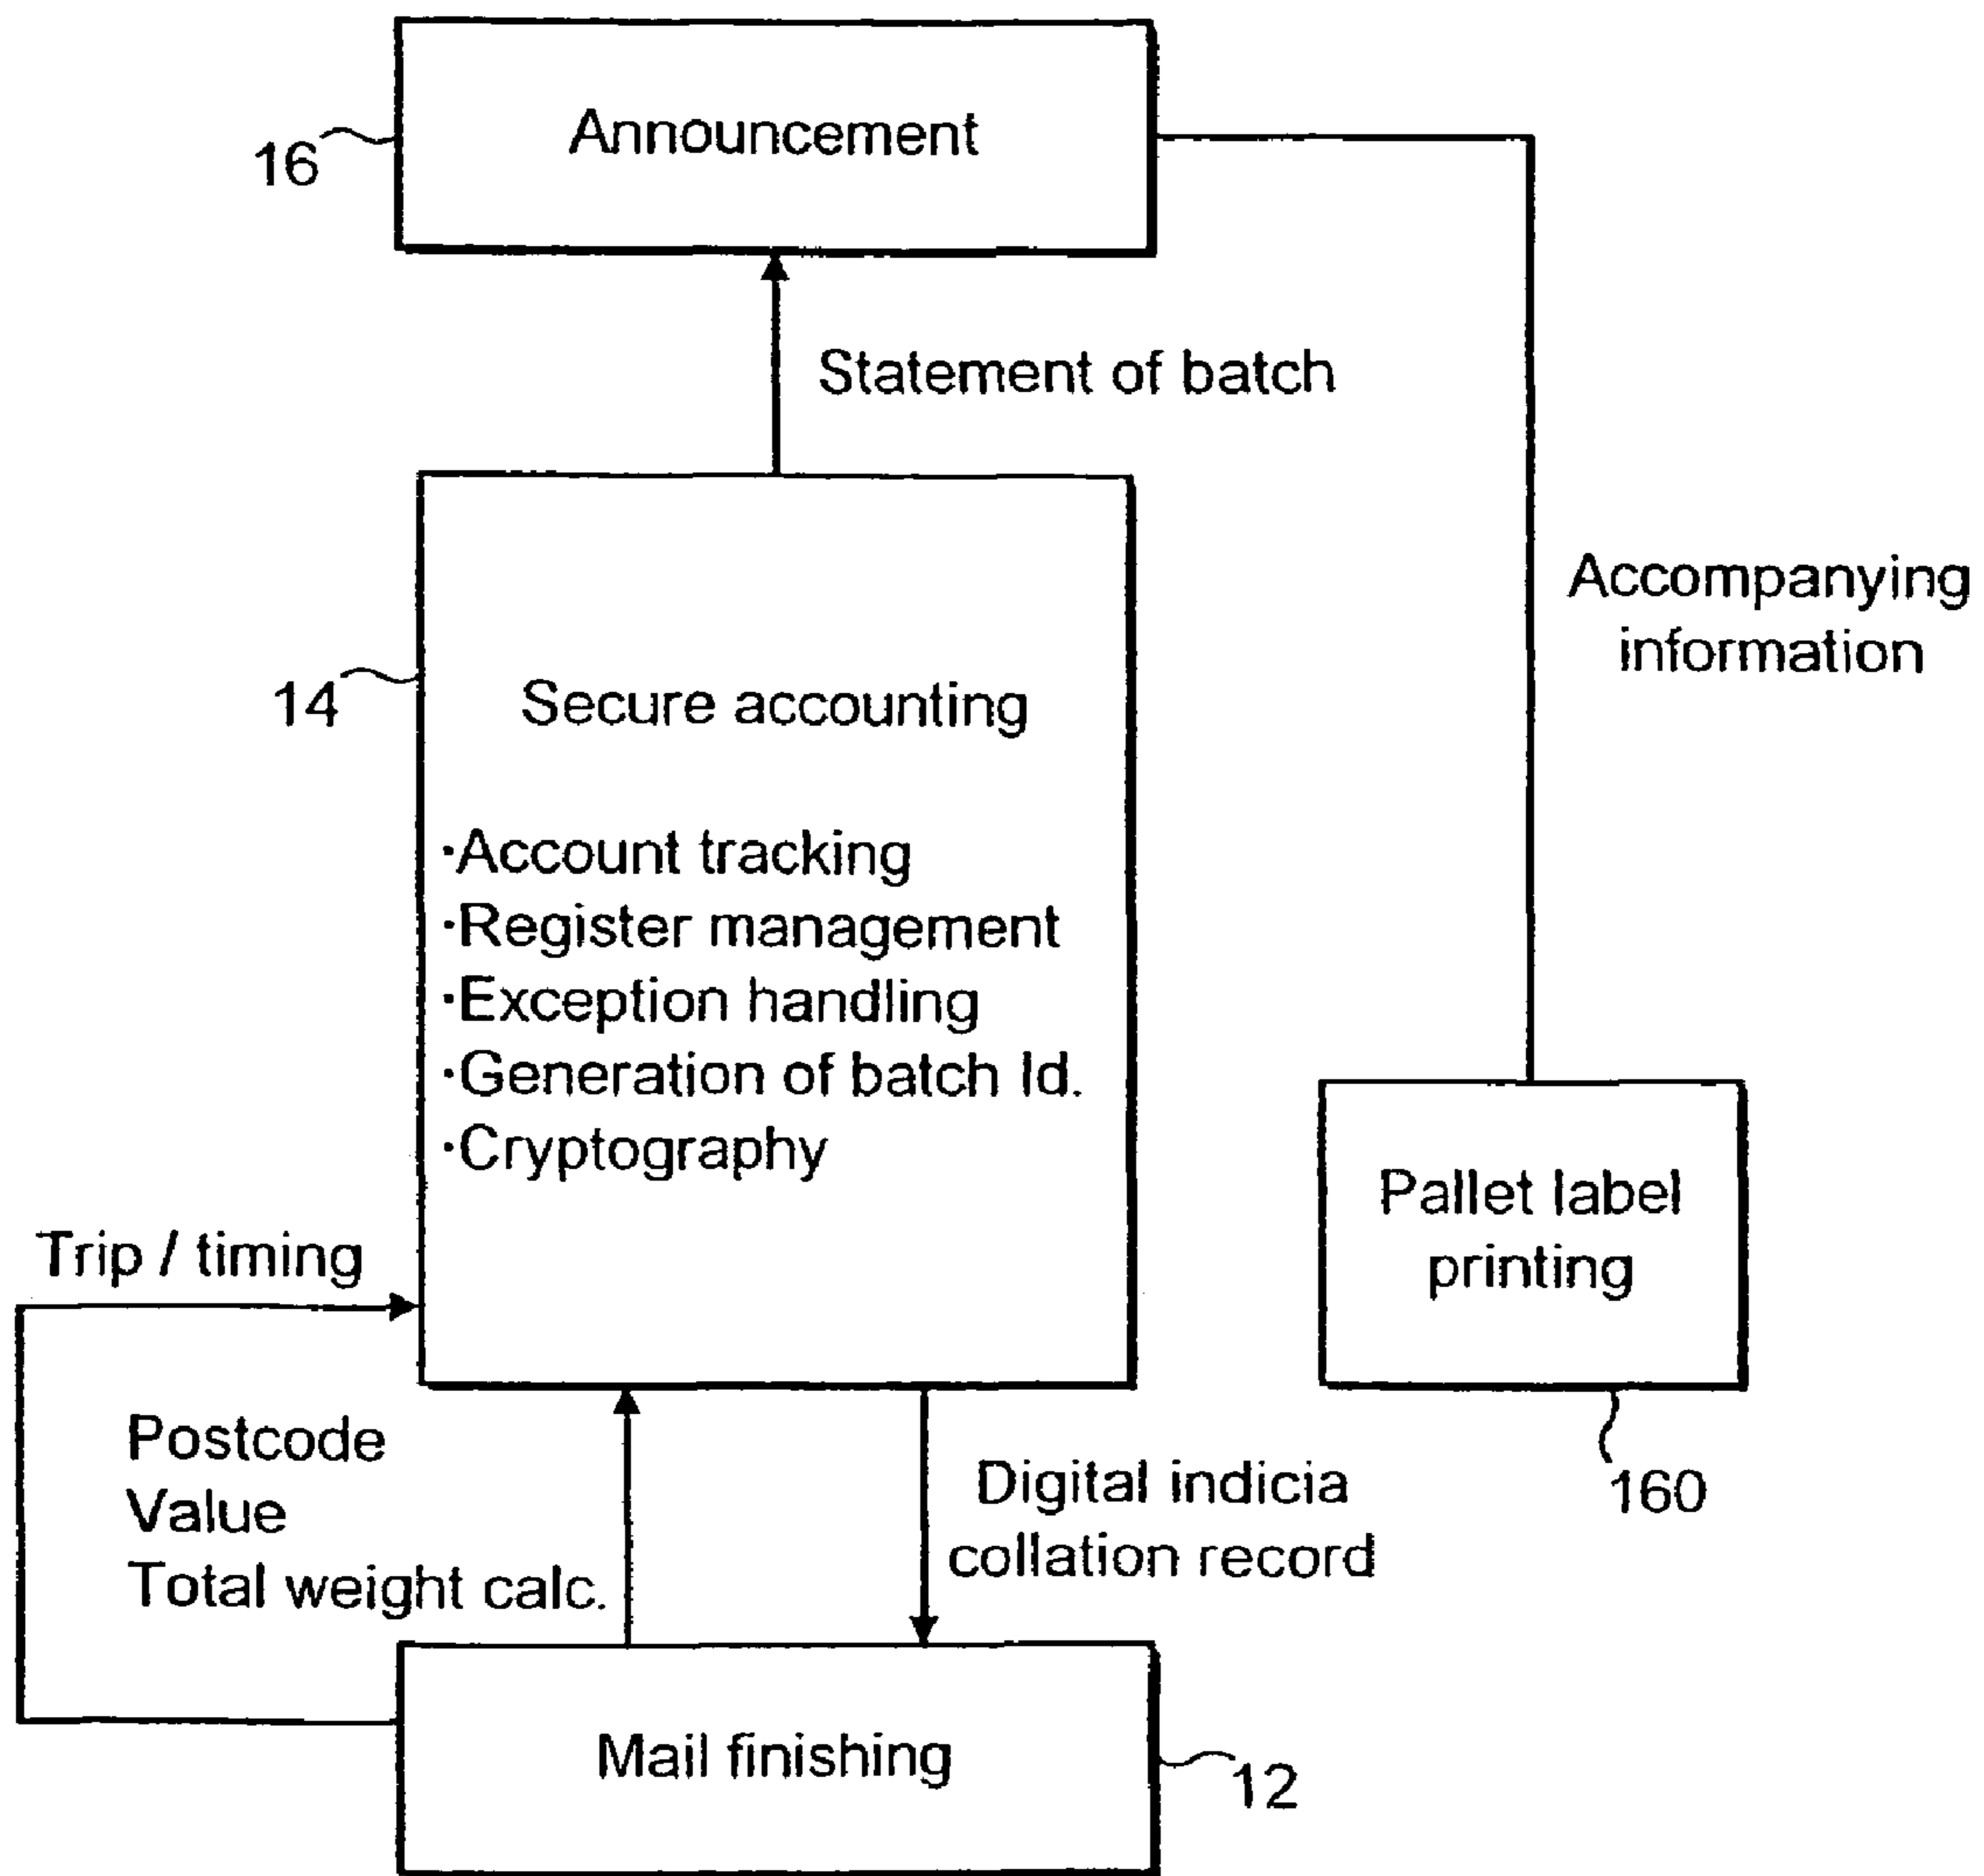 Announcement
16
Statement of batch
Accompanying
information
14
Secure accounting
·Account tracking
·Register management
·Exception handling
·Generation of batch Id.
·Cryptography
Pallet label
printing
160
Trip / timing
Postcode
Value
Total weight calc.
Digital indicia
collation record
Mail finishing
12